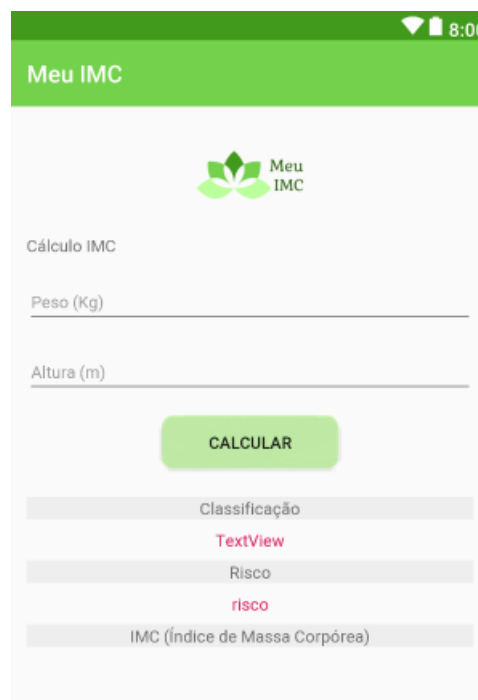 8:00
Meu IMC
Meu
IMC
Cálculo IMC
Peso (Kg)
Altura (m)
CALCULAR
Classificação
TextView
Risco
risco
IMC (Índice de Massa Corpórea)